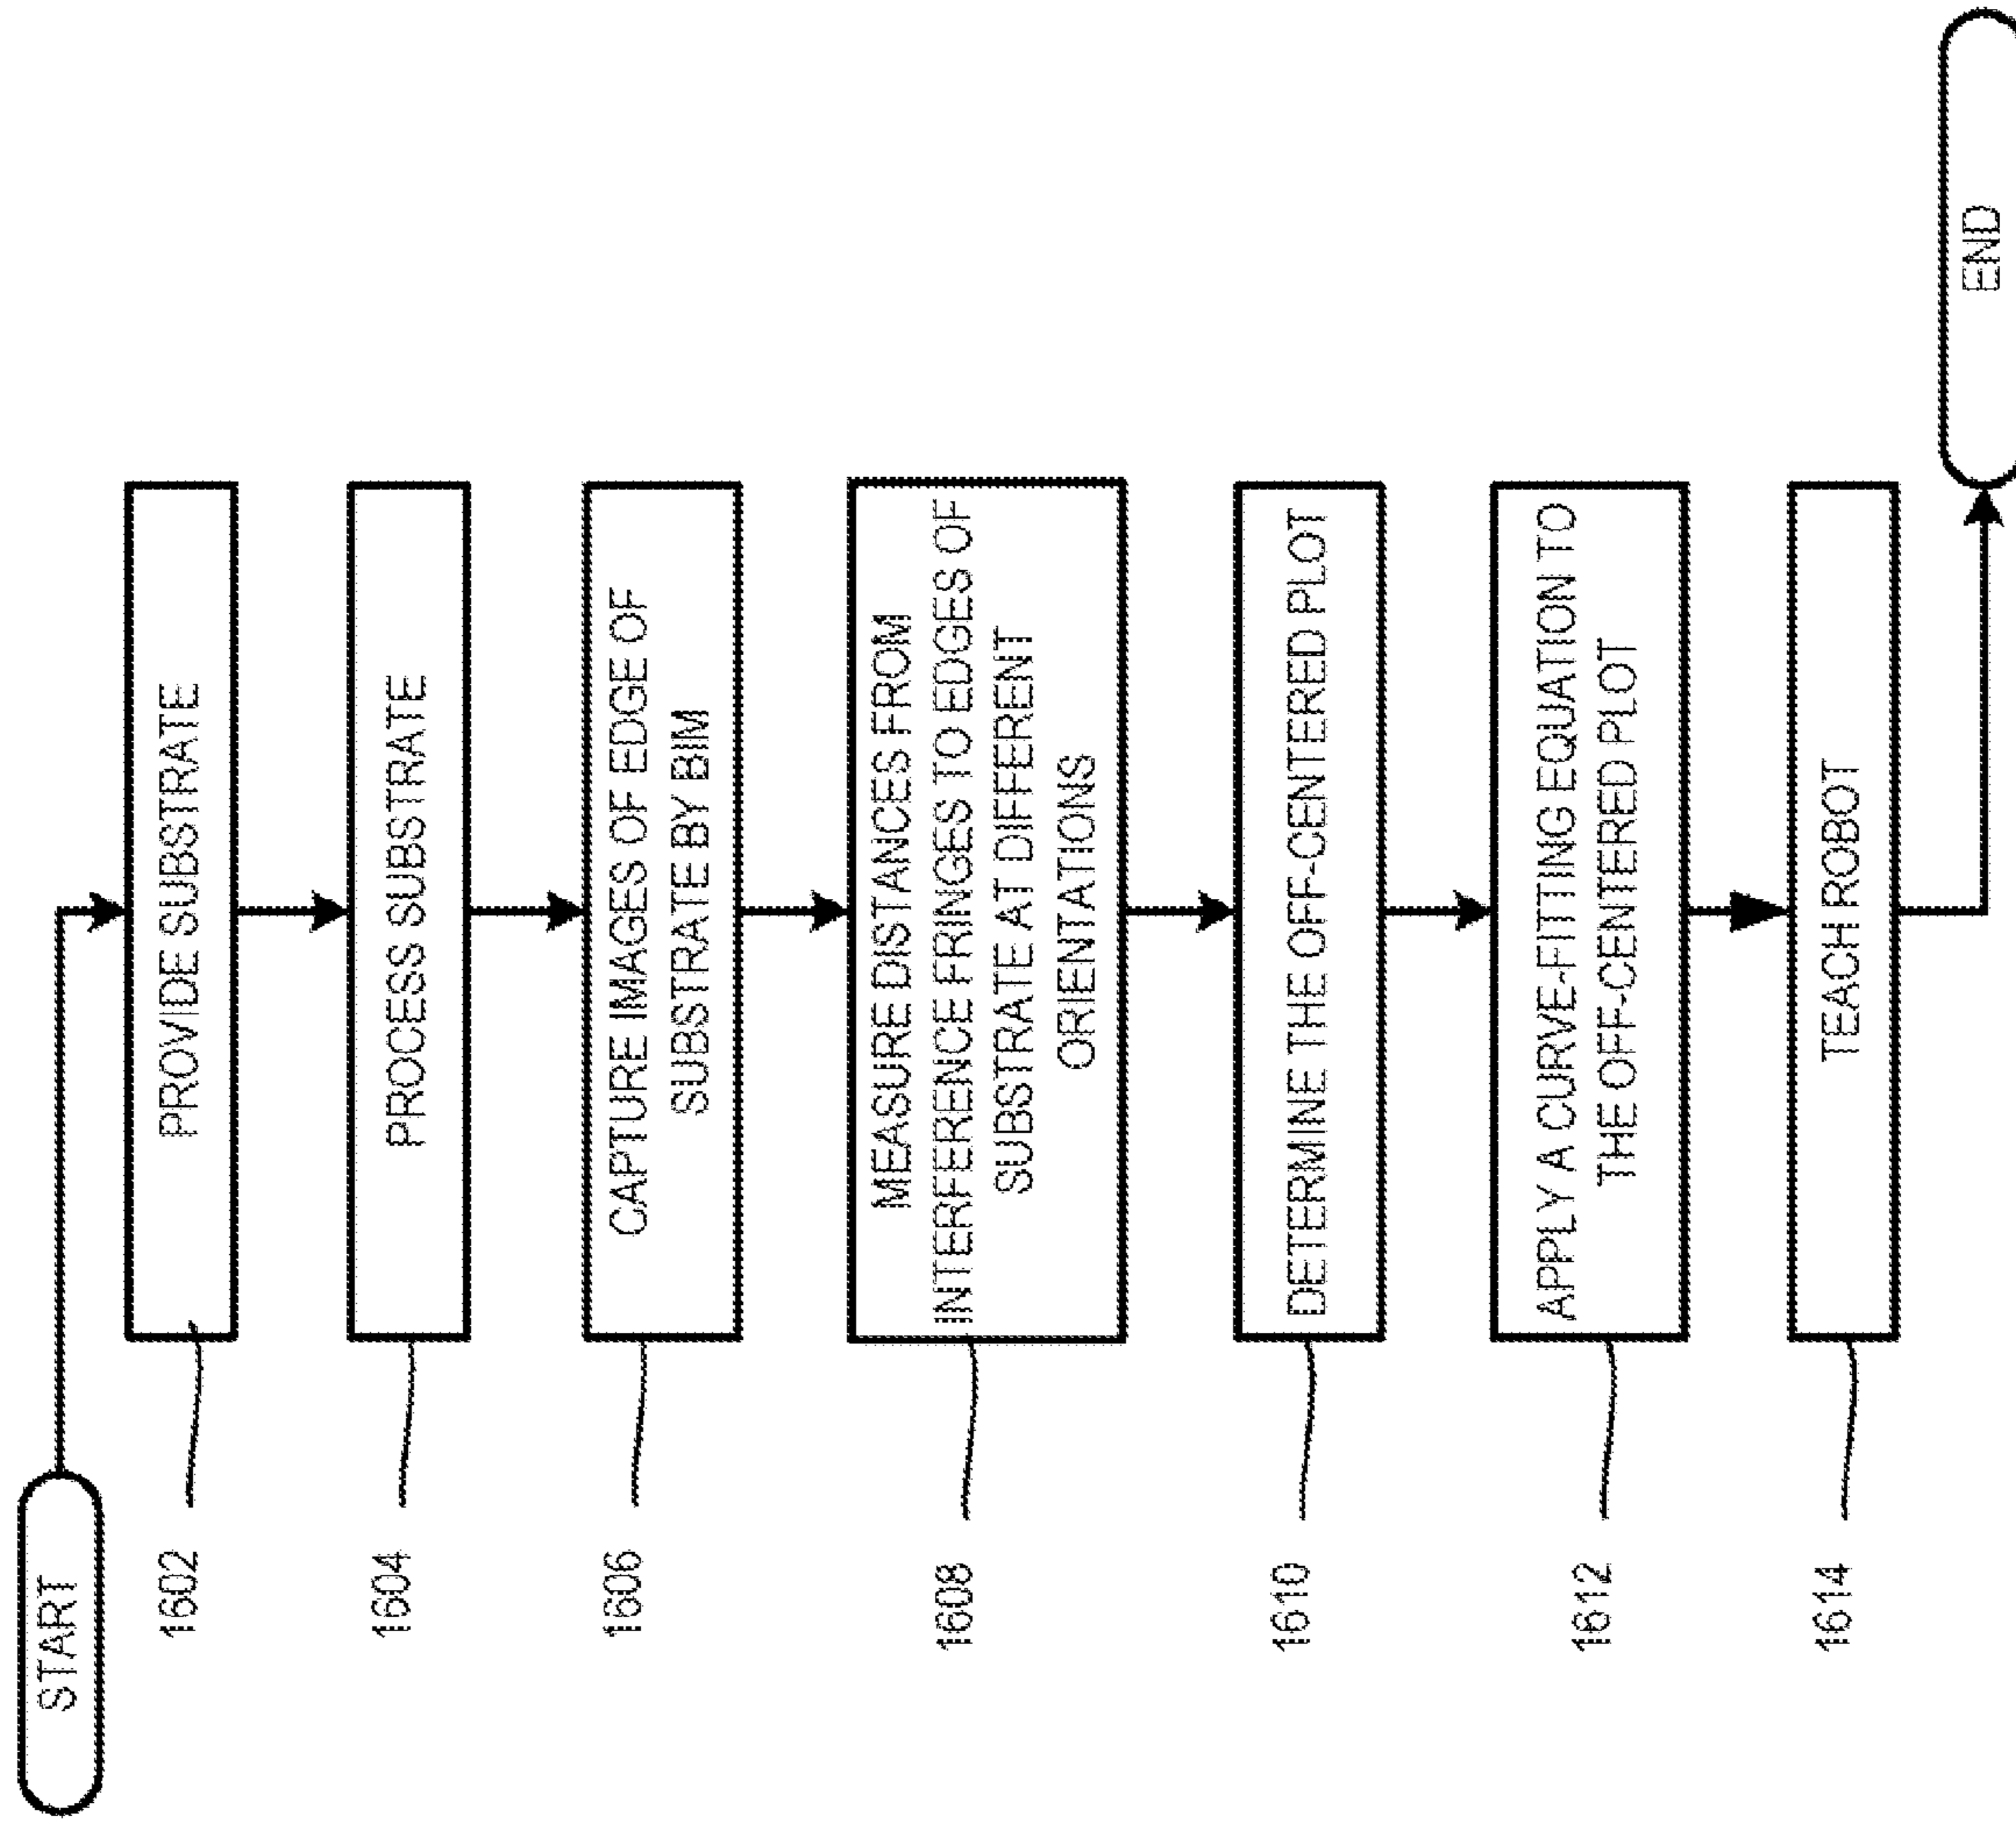 START
1602
PROVIDE SUBSTRATE
1604
PROCESS SUBSTRATE
1606
CAPTURE IMAGES OF EDGE OF
SUBSTRATE BY BIM
1608
MEASURE DISTANCES FROM
INTERFERENCE FRINGES TO EDGES OF
SUBSTRATE AT DIFFERENT
ORIENTATIONS
1610
DETERMINE THE OFF-CENTERED PLOT
1612
APPLY A CURVE-FITTING EQUATION TO
THE OFF-CENTERED PLOT
1614
TEACH ROBOT
END